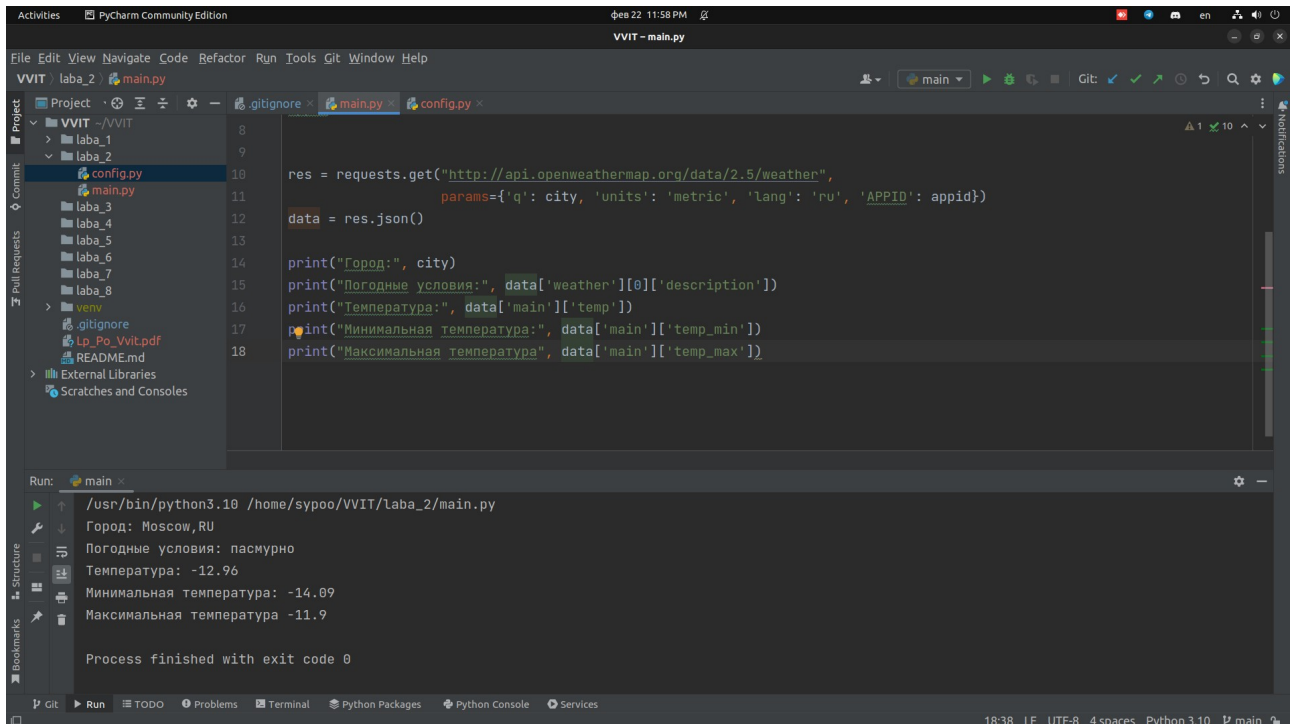 Activities PyCharm Community Edition фев 22 11:58 PM en
VVIT – main.py
File Edit View Navigate Code Refactor Run Tools Git Window Help
VVIT laba_2 main.py main Git:
Project .gitignore main.py config.py
VVIT ~/VVIT
laba_1
laba_2
config.py
main.py
laba_3
laba_4
laba_5
laba_6
laba_7
laba_8
venv
.gitignore
Lp_Po_Vvit.pdf
README.md
External Libraries
Scratches and Consoles
1 10
8
9
10 res = requests.get("http://api.openweathermap.org/data/2.5/weather",
11 params={'q': city, 'units': 'metric', 'lang': 'ru', 'APPID': appid})
12 data = res.json()
13
14 print("Город:", city)
15 print("Погодные условия:", data['weather'][0]['description'])
16 print("Температура:", data['main']['temp'])
17 print("Минимальная температура:", data['main']['temp_min'])
18 print("Максимальная температура", data['main']['temp_max'])
Project
Commit
Pull Requests
Structure
Bookmarks
Notifications
Run: main
/usr/bin/python3.10 /home/sypoo/VVIT/laba_2/main.py
Город: Moscow,RU
Погодные условия: пасмурно
Температура: -12.96
Минимальная температура: -14.09
Максимальная температура -11.9
Process finished with exit code 0
Git Run TODO Problems Terminal Python Packages Python Console Services
18:38 LF UTF-8 4 spaces Python 3.10 main